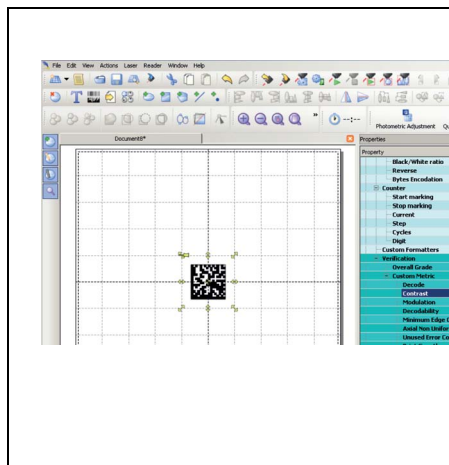 File Edit View Actions Laser Reader Window Help
--:--
Photometric Adjustment Qu
Document8*
Properties
Property
Black/White ratio
Reverse
Bytes Encodation
Counter
Start marking
Stop marking
Current
Step
Cycles
Digit
Custom Formatters
Verification
Overall Grade
Custom Metric
Decode
Contrast
Modulation
Decodability
Minimum Edge
Axial Non Unifor
Unused Error Co